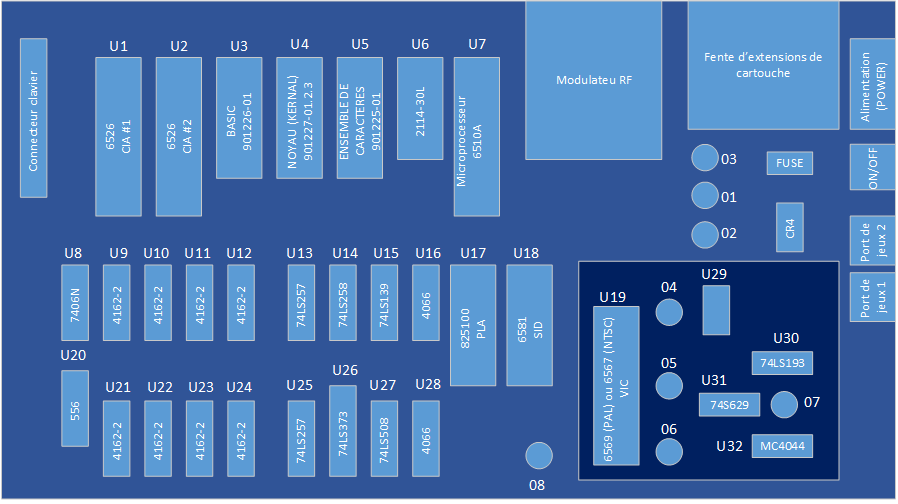 U1
U2
U3
U4
U5
U6
U7
Connecteur clavier
6526
CIA #1
6526
CIA #2
BASIC
901226-01
NOYAU (KERNAL)
901227-01.2.3
ENSEMBLE DE
CARACTERES
901225-01
2114-30L
Microprocesseur
6510A
Modulateu RF
Fente d'extensions de
cartouche
Alimentation
(POWER)
03
FUSE
ON/OFF
01
02
CR4
Port de
jeux 2
Port de
jeux 1
U8
U9
U10
U11
U12
U13
U14
U15
U16
U17
U18
7406N
4162-2
4162-2
4162-2
4162-2
74LS257
74LS258
74LS139
4066
825100
PLA
6581
SID
U19
6569 (PAL) ou 6567 (NTSC)
VIC
04
U29
U30
74LS193
05
U31
74S629
07
06
U32
MC4044
U20
556
U21
U22
U23
U24
U25
U26
U27
U28
4162-2
4162-2
4162-2
4162-2
74LS257
74LS373
74LS508
4066
08